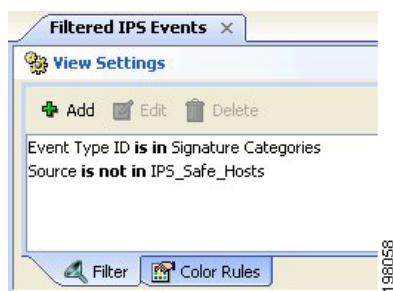 Filtered IPS Events ×
View Settings
Add Edit Delete
Event Type ID is in Signature Categories
Source is not in IPS_Safe_Hosts
Filter Color Rules
198058